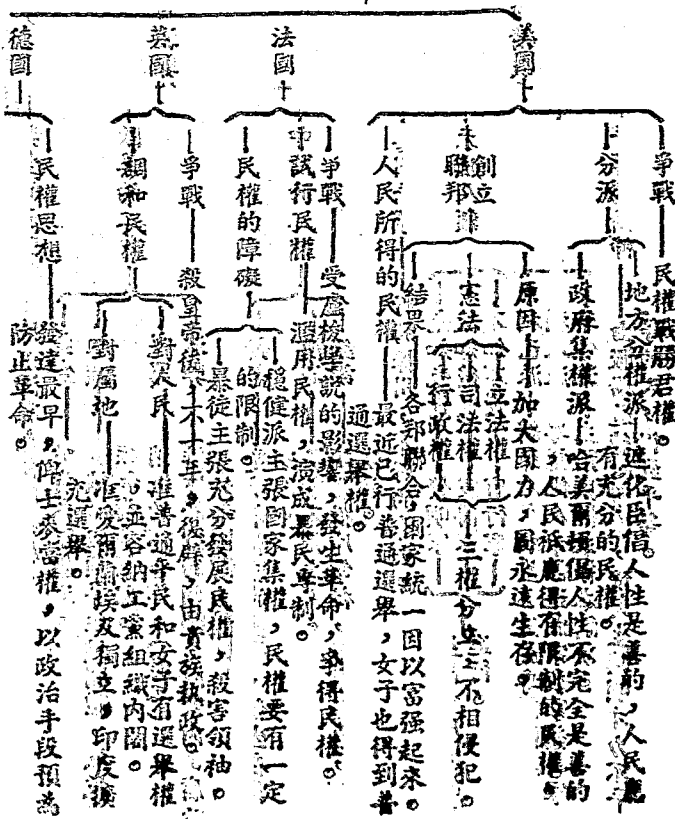 美國
爭戰
民權戰勝君權。
分派
地方分權派
遮化臣倡人性是善的,人民應
有充分的民權。
政府集權派
哈美爾頓倡人性不完全是善的
,人民祇應得有限制的民權。
創立
聯邦
原因
加大國力,圖永遠生存。
憲法
立法權
司法權
行政權
三權分立,不相侵犯。
結果
各邦聯合,國家統一因以富强起來。
人民所得的民權
最近已行普通選舉,女子也得到普
通選舉權。
法國
爭戰
受盧梭學說的影響,發生革命,爭得民權。
試行民權
濫用民權,演成暴民專制。
民權的障礙
穩健派主張國家集權,民權要有一定
的限制。
暴徒主張充分發展民權,殺害領袖。
英國
爭戰
殺皇帝後,不十年,復辟,由貴族執政。
調和民權
對人民
准普通平民和女子有選舉權
,並容納工黨組織內閣。
對屬地
准愛爾蘭埃及獨立,印度擴
充選舉。
德國
民權思想
發達最早,俾士麥當權,以政治手段預為
防止革命。